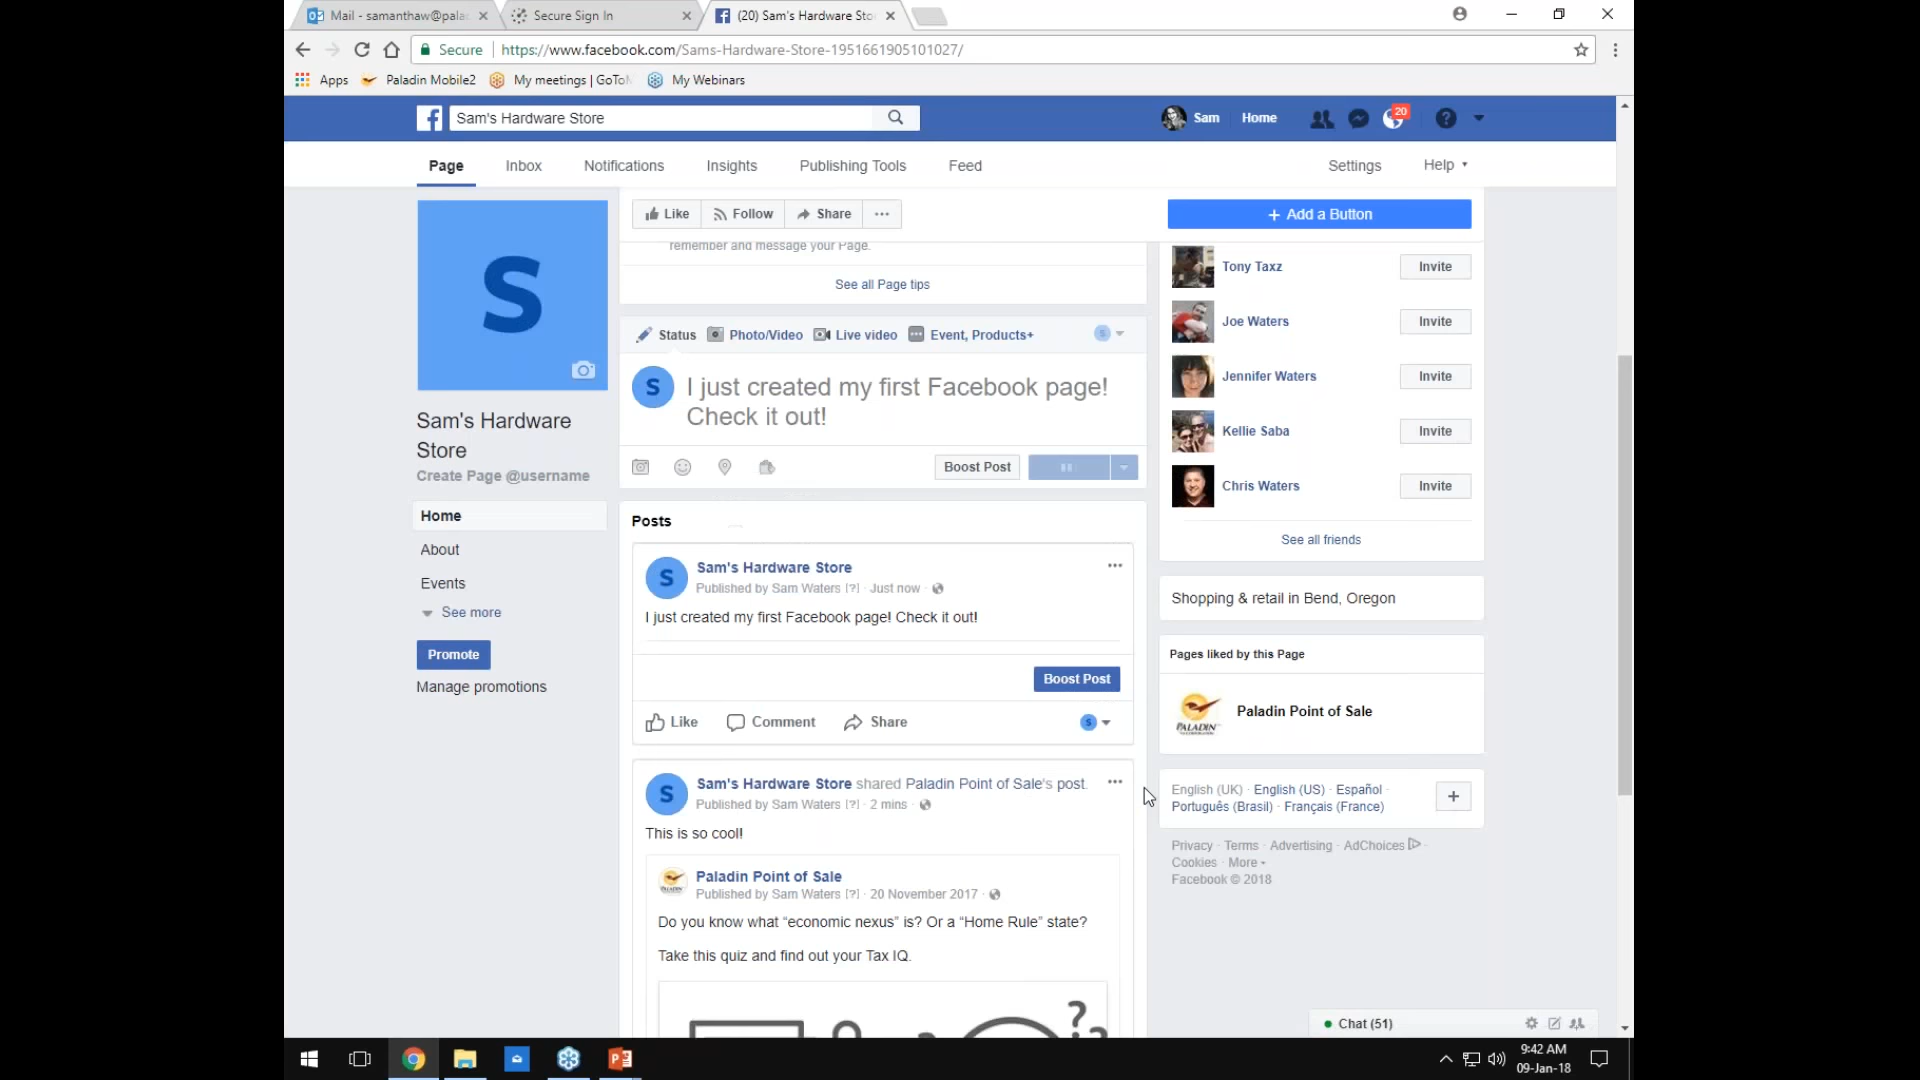 Mail - samanthaw@pala
Secure Sign In
(20) Sam's Hardware Sto
Secure
https://www.facebook.com/Sams-Hardware-Store-1951661905101027/
Apps
Paladin Mobile2
My meetings | GoToM
My Webinars
Sam's Hardware Store
Sam
Home
20
?
Page
Inbox
Notifications
Insights
Publishing Tools
Feed
Settings
Help
S
Sam's Hardware
Store
Create Page @username
Home
About
Events
See more
Promote
Manage promotions
Like
Follow
Share
+ Add a Button
remember and message your Page.
See all Page tips
Status
Photo/Video
Live video
Event, Products+
S
S
I just created my first Facebook page!
Check it out!
Boost Post
Posts
S
Sam's Hardware Store
Published by Sam Waters [?] · Just now ·
I just created my first Facebook page! Check it out!
Boost Post
Like
Comment
Share
S
S
Sam's Hardware Store shared Paladin Point of Sale's post.
Published by Sam Waters [?] · 2 mins ·
This is so cool!
PALADIN
Paladin Point of Sale
Published by Sam Waters [?] · 20 November 2017 ·
Do you know what “economic nexus” is? Or a “Home Rule” state?
Take this quiz and find out your Tax IQ.
??
Tony Taxz
Invite
Joe Waters
Invite
Jennifer Waters
Invite
Kellie Saba
Invite
Chris Waters
Invite
See all friends
Shopping & retail in Bend, Oregon
Pages liked by this Page
PALADIN
Paladin Point of Sale
English (UK) · English (US) · Español ·
Português (Brasil) · Français (France)
+
Privacy · Terms · Advertising · AdChoices ·
Cookies · More
Facebook © 2018
Chat (51)
9:42 AM
09-Jan-18